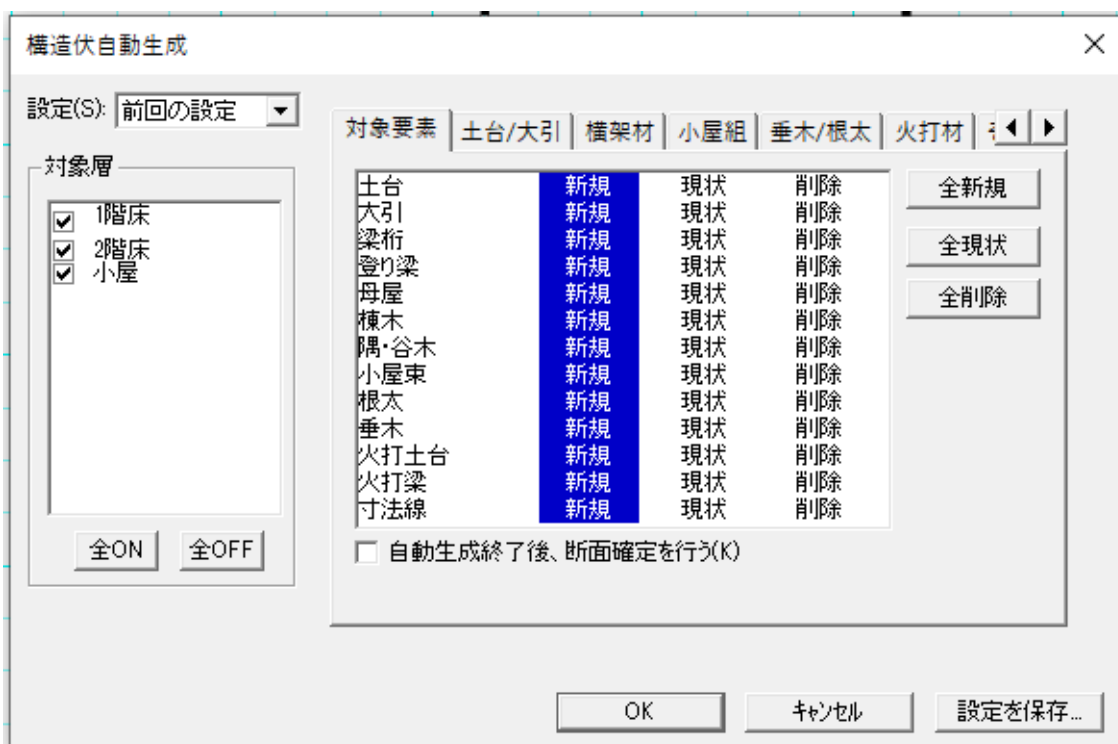 構造伏自動生成
設定(S): 前回の設定
対象層
1階床
2階床
小屋
全ON 全OFF
対象要素 土台/大引 横架材 小屋組 垂木/根太 火打材
土台 新規 現状 削除
大引 新規 現状 削除
梁桁 新規 現状 削除
登り梁 新規 現状 削除
母屋 新規 現状 削除
棟木 新規 現状 削除
隅・谷木 新規 現状 削除
小屋束 新規 現状 削除
根太 新規 現状 削除
垂木 新規 現状 削除
火打土台 新規 現状 削除
火打梁 新規 現状 削除
寸法線 新規 現状 削除
全新規
全現状
全削除
自動生成終了後、断面確定を行う(K)
OK キャンセル 設定を保存...